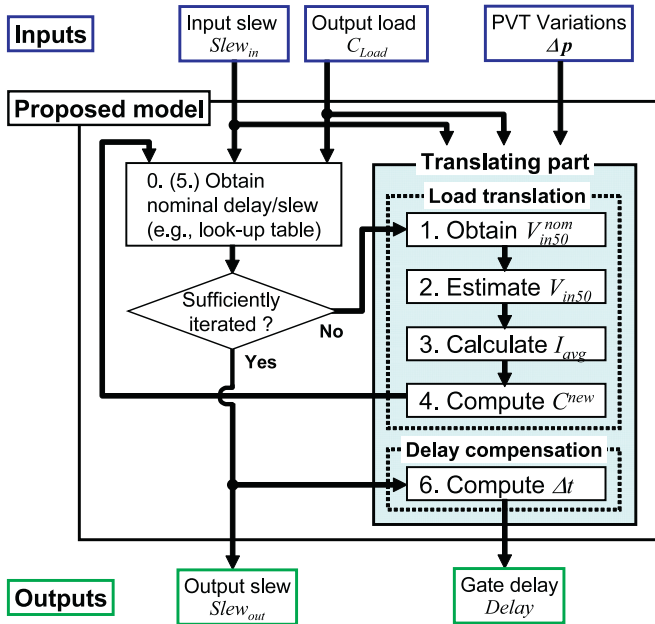 Inputs
Input slew
Slew_in
Output load
C_Load
PVT Variations
Δp
Proposed model
0. (5.) Obtain
nominal delay/slew
(e.g., look-up table)
Sufficiently
iterated ?
No
Yes
Translating part
Load translation
1. Obtain V_in50^nom
2. Estimate V_in50
3. Calculate I_avg
4. Compute C^new
Delay compensation
6. Compute Δt
Outputs
Output slew
Slew_out
Gate delay
Delay